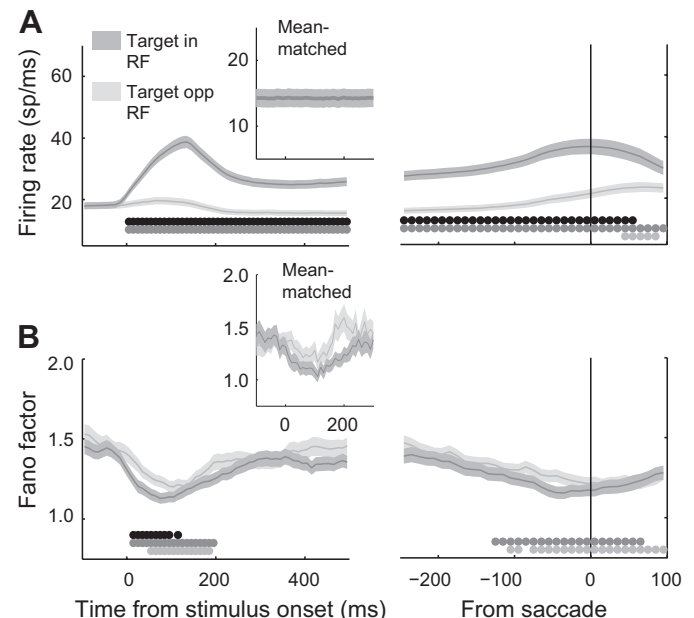 A
Firing rate (sp/ms)
60
40
20
Target in
RF
Target opp
RF
Mean-
matched
20
10
B
Fano factor
2.0
1.5
1.0
Mean-
matched
2.0
1.5
1.0
0
200
0
200
400
Time from stimulus onset (ms)
−200
−100
0
100
From saccade